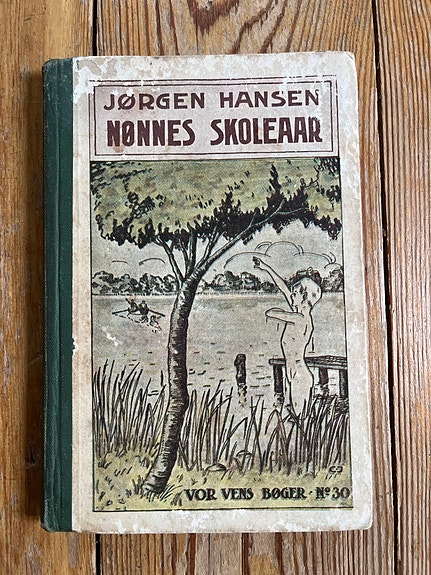 JØRGEN HANSEN
NØNNES SKOLEAAR
VOR VENS BØGER · No 30